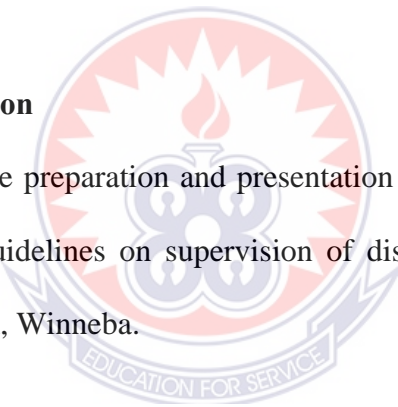 on
e preparation and presentation
uidelines on supervision of dis
, Winneba.
EDUCATION FOR SERVICE